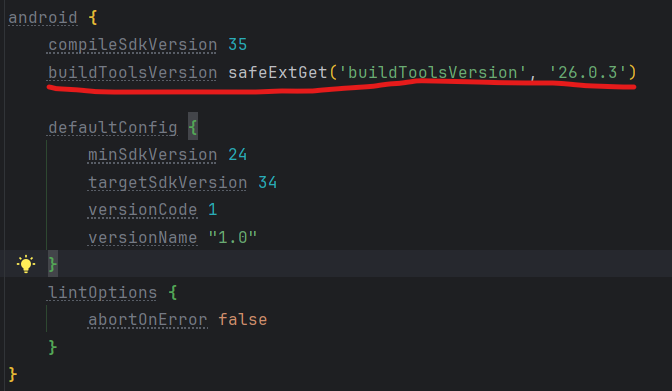 android {
compileSdkVersion 35
buildToolsVersion safeExtGet('buildToolsVersion', '26.0.3')
defaultConfig {
minSdkVersion 24
targetSdkVersion 34
versionCode 1
versionName "1.0"
}
lintOptions {
abortOnError false
}
}